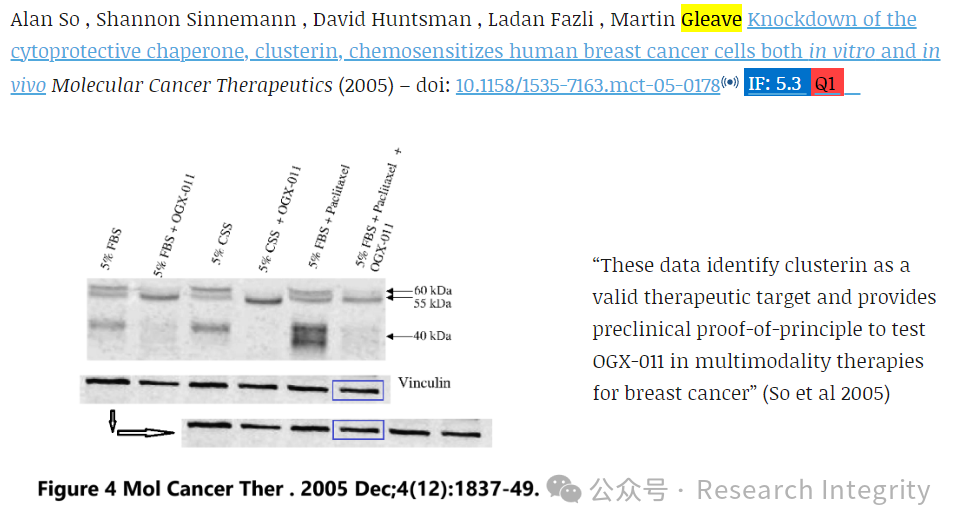 Alan So , Shannon Sinnemann , David Huntsman , Ladan Fazli , Martin Gleave Knockdown of the
cytoprotective chaperone, clusterin, chemosensitizes human breast cancer cells both in vitro and in
vivo Molecular Cancer Therapeutics (2005) – doi: 10.1158/1535-7163.mct-05-0178 IF: 5.3 Q1
5% FBS
5% FBS + OGX-011
5% CSS
5% CSS + OGX-011
5% FBS + Paclitaxel
5% FBS + Paclitaxel +
OGX-011
60 kDa
55 kDa
40 kDa
Vinculin
“These data identify clusterin as a
valid therapeutic target and provides
preclinical proof-of-principle to test
OGX-011 in multimodality therapies
for breast cancer” (So et al 2005)
Figure 4 Mol Cancer Ther . 2005 Dec;4(12):1837-49.
公众号 · Research Integrity